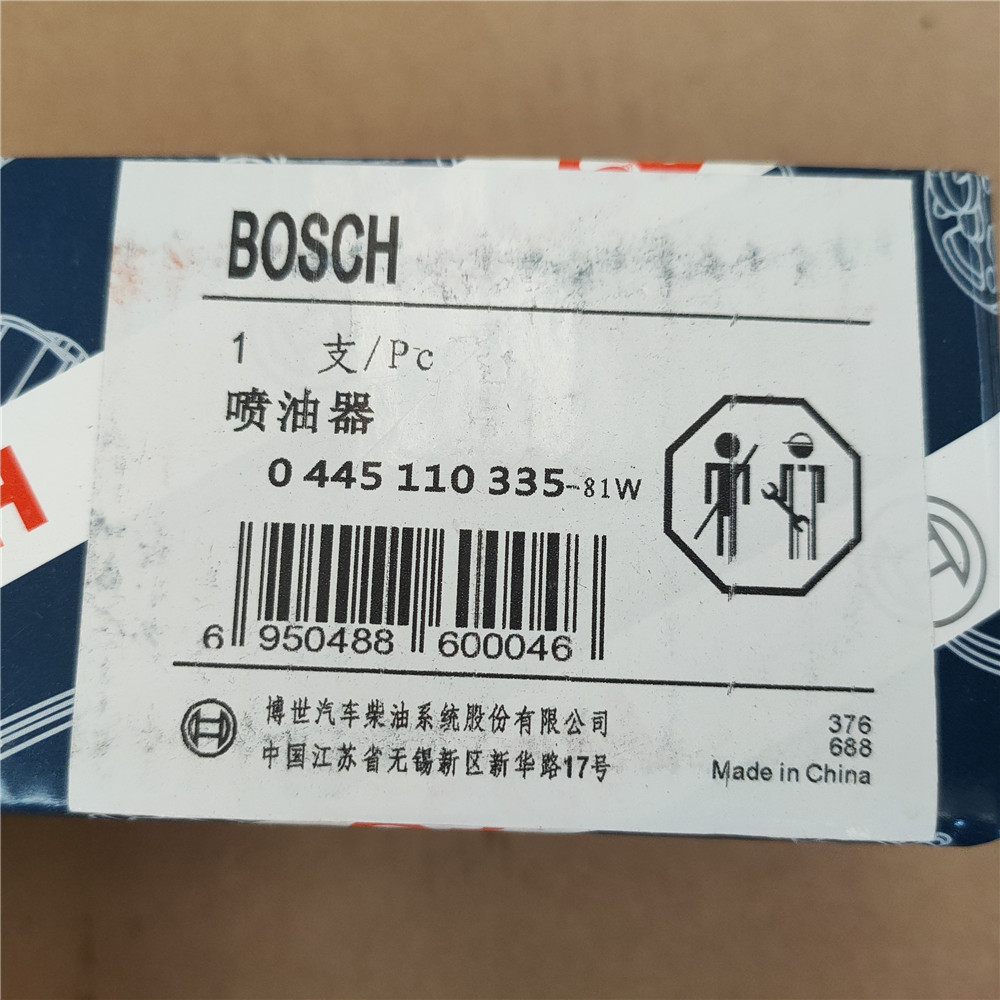 BOSCH
1 支/Pc
喷油器
0 445 110 335-81W
6 950488 600046
博世汽车柴油系统股份有限公司
中国江苏省无锡新区新华路17号
376
688
Made in China
H